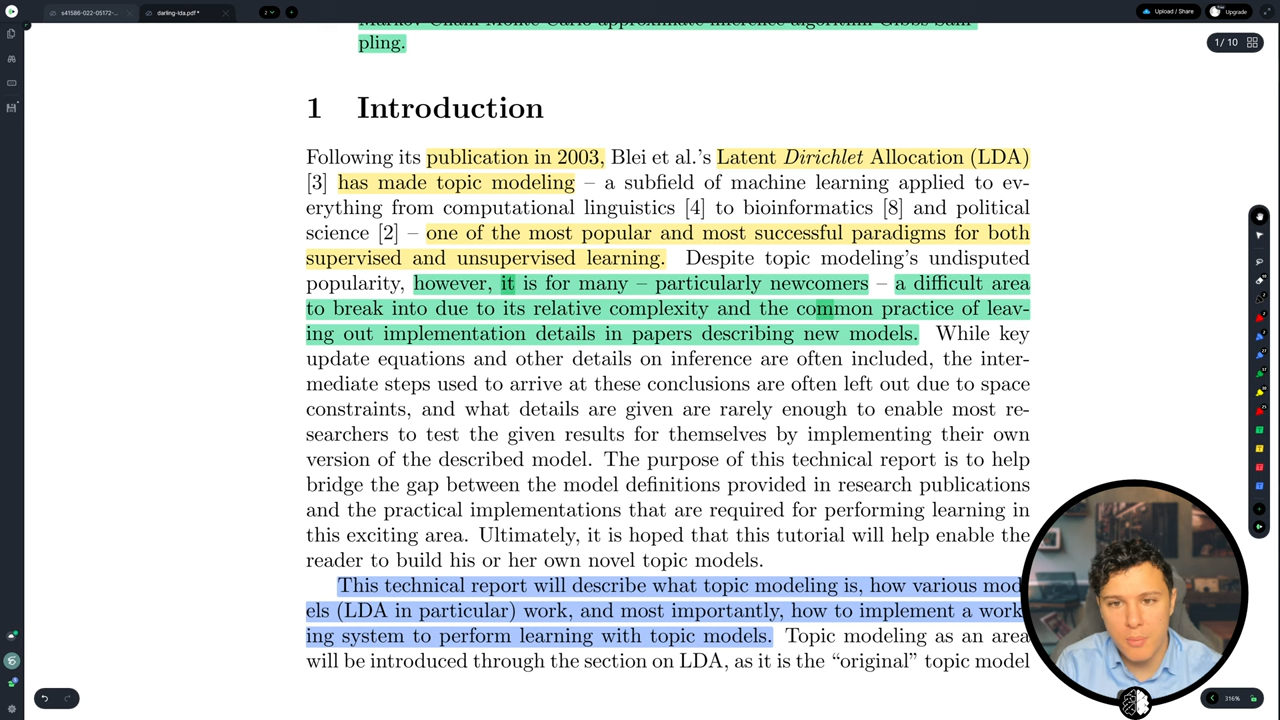 s41586-022-05172-...
darling-lda.pdf*
2
Upload / Share
Upgrade
pling.
1 / 10
1 Introduction
Following its publication in 2003, Blei et al.'s Latent Dirichlet Allocation (LDA)
[3] has made topic modeling – a subfield of machine learning applied to ev-
erything from computational linguistics [4] to bioinformatics [8] and political
science [2] – one of the most popular and most successful paradigms for both
supervised and unsupervised learning. Despite topic modeling's undisputed
popularity, however, it is for many – particularly newcomers – a difficult area
to break into due to its relative complexity and the common practice of leav-
ing out implementation details in papers describing new models. While key
update equations and other details on inference are often included, the inter-
mediate steps used to arrive at these conclusions are often left out due to space
constraints, and what details are given are rarely enough to enable most re-
searchers to test the given results for themselves by implementing their own
version of the described model. The purpose of this technical report is to help
bridge the gap between the model definitions provided in research publications
and the practical implementations that are required for performing learning in
this exciting area. Ultimately, it is hoped that this tutorial will help enable the
reader to build his or her own novel topic models.
This technical report will describe what topic modeling is, how various mod
els (LDA in particular) work, and most importantly, how to implement a work
ing system to perform learning with topic models. Topic modeling as an area
will be introduced through the section on LDA, as it is the “original” topic model
316%